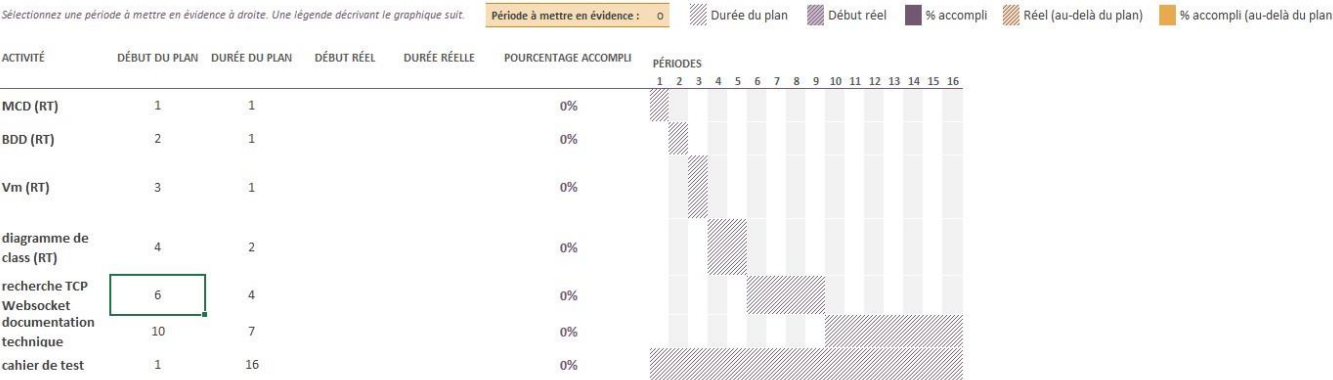 Sélectionnez une période à mettre en évidence à droite. Une légende décrivant le graphique suit. Période à mettre en évidence : 0 Durée du plan Début réel % accompli Réel (au-delà du plan) % accompli (au-delà du plan
ACTIVITÉ DÉBUT DU PLAN DURÉE DU PLAN DÉBUT RÉEL DURÉE RÉELLE POURCENTAGE ACCOMPLI PÉRIODES
1 2 3 4 5 6 7 8 9 10 11 12 13 14 15 16
MCD (RT) 1 1 0%
BDD (RT) 2 1 0%
Vm (RT) 3 1 0%
diagramme de
class (RT) 4 2 0%
recherche TCP
Websocket 6 4 0%
documentation
technique 10 7 0%
cahier de test 1 16 0%